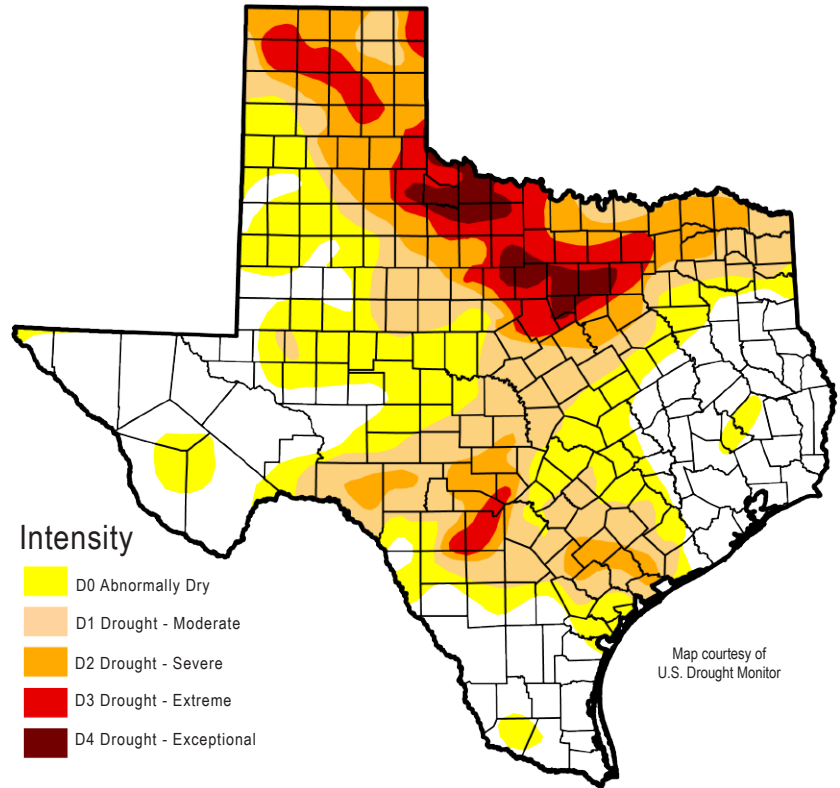 Intensity
D0 Abnormally Dry
D1 Drought - Moderate
D2 Drought - Severe
D3 Drought - Extreme
D4 Drought - Exceptional
Map courtesy of
U.S. Drought Monitor